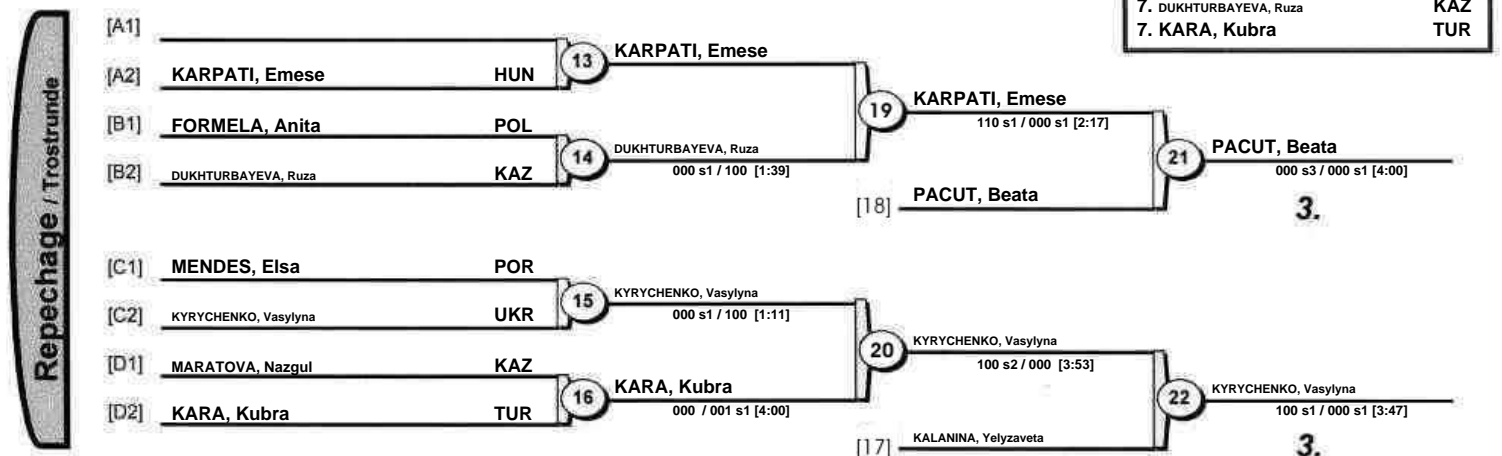 7. DUKHTURBAYEVA, Ruza KAZ
7. KARA, Kubra TUR
Repechage / Trostrunde
[A1]
[A2] KARPATI, Emese HUN
13 KARPATI, Emese
[B1] FORMELA, Anita POL
[B2] DUKHTURBAYEVA, Ruza KAZ
14 DUKHTURBAYEVA, Ruza
000 s1 / 100 [1:39]
19 KARPATI, Emese
110 s1 / 000 s1 [2:17]
[18] PACUT, Beata
21 PACUT, Beata
000 s3 / 000 s1 [4:00]
3.
[C1] MENDES, Elsa POR
[C2] KYRYCHENKO, Vasylyna UKR
15 KYRYCHENKO, Vasylyna
000 s1 / 100 [1:11]
[D1] MARATOVA, Nazgul KAZ
[D2] KARA, Kubra TUR
16 KARA, Kubra
000 / 001 s1 [4:00]
20 KYRYCHENKO, Vasylyna
100 s2 / 000 [3:53]
[17] KALANINA, Yelyzaveta
22 KYRYCHENKO, Vasylyna
100 s1 / 000 s1 [3:47]
3.